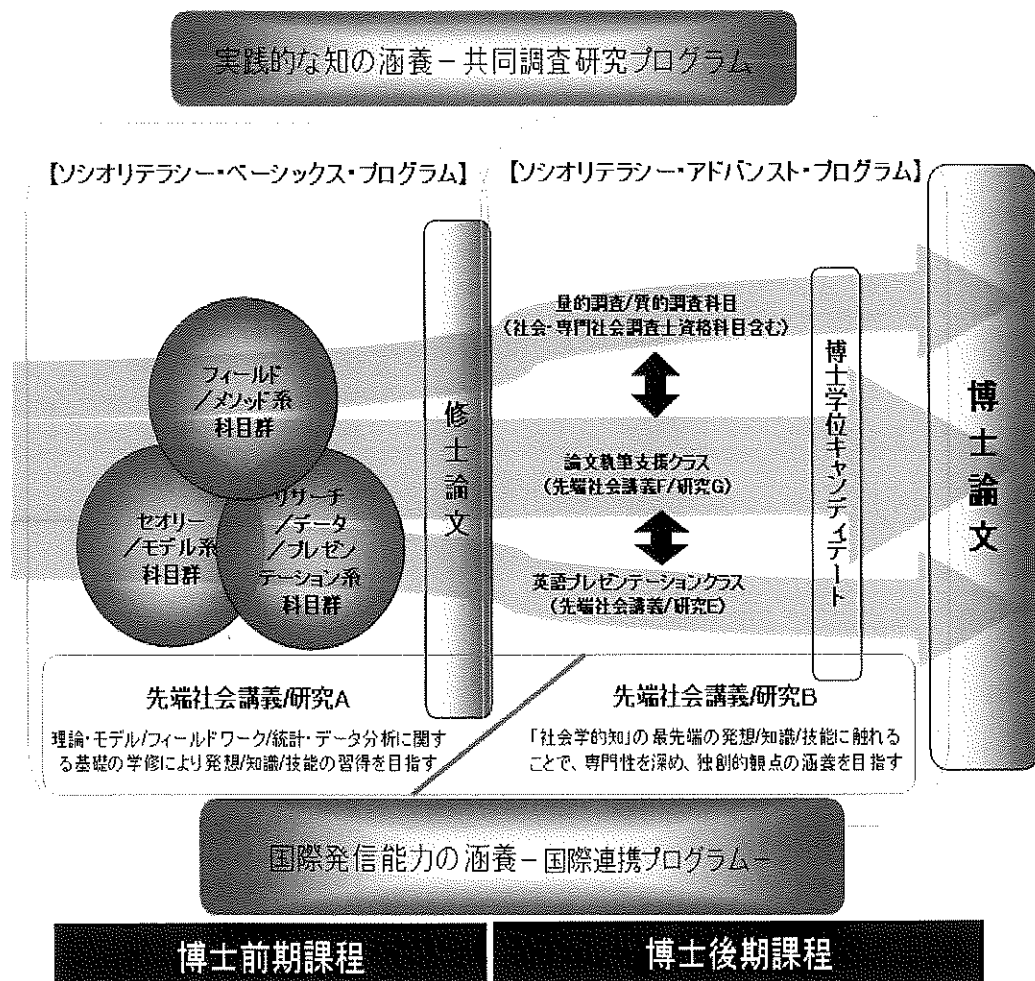 実践的な知の涵養－共同調査研究プログラム
【ソシオリテラシー・ベーシックス・プログラム】
【ソシオリテラシー・アドバンスト・プログラム】
フィールド
／メソッド系
科目群
セオリー
／モデル系
科目群
リサーチ
／データ
／プレゼン
テーション系
科目群
修士論文
量的調査/質的調査科目
（社会・専門社会調査士資格科目含む）
論文執筆支援クラス
（先端社会講義F/研究G）
英語プレゼンテーションクラス
（先端社会講義/研究E）
博士学位キャンディデート
博士論文
先端社会講義/研究A
理論・モデル/フィールドワーク/統計・データ分析に関す
る基礎の学修により発想/知識/技能の習得を目指す
先端社会講義/研究B
「社会学的知」の最先端の発想/知識/技能に触れる
ことで、専門性を深め、独創的観点の涵養を目指す
国際発信能力の涵養－国際連携プログラム－
博士前期課程
博士後期課程